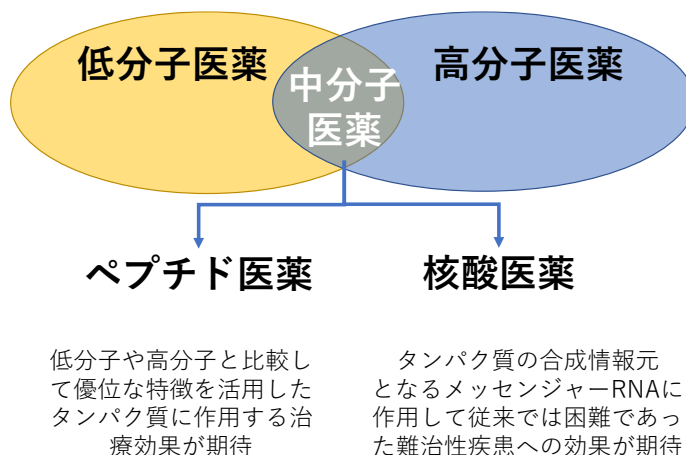 低分子医薬
中分子
医薬
高分子医薬
ペプチド医薬
低分子や高分子と比較し
て優位な特徴を活用した
タンパク質に作用する治
療効果が期待
核酸医薬
タンパク質の合成情報元
となるメッセンジャーRNAに
作用して従来では困難であっ
た難治性疾患への効果が期待